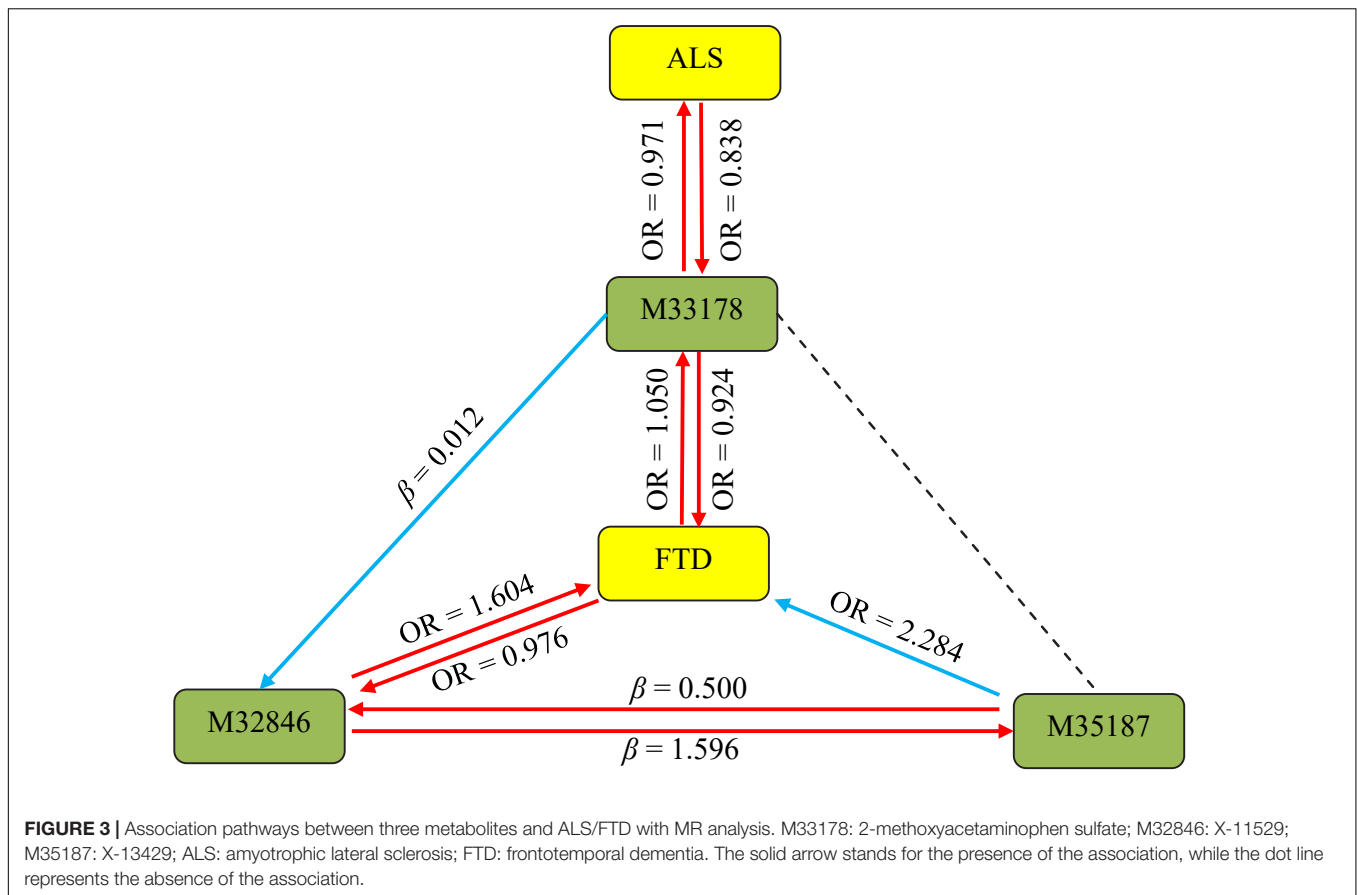 ALS
OR = 0.971
OR = 0.838
M33178
OR = 1.050
OR = 0.924
β = 0.012
FTD
OR = 1.604
OR = 0.976
OR = 2.284
M32846
β = 0.500
β = 1.596
M35187
FIGURE 3 | Association pathways between three metabolites and ALS/FTD with MR analysis. M33178: 2-methoxyacetaminophen sulfate; M32846: X-11529;
M35187: X-13429; ALS: amyotrophic lateral sclerosis; FTD: frontotemporal dementia. The solid arrow stands for the presence of the association, while the dot line
represents the absence of the association.